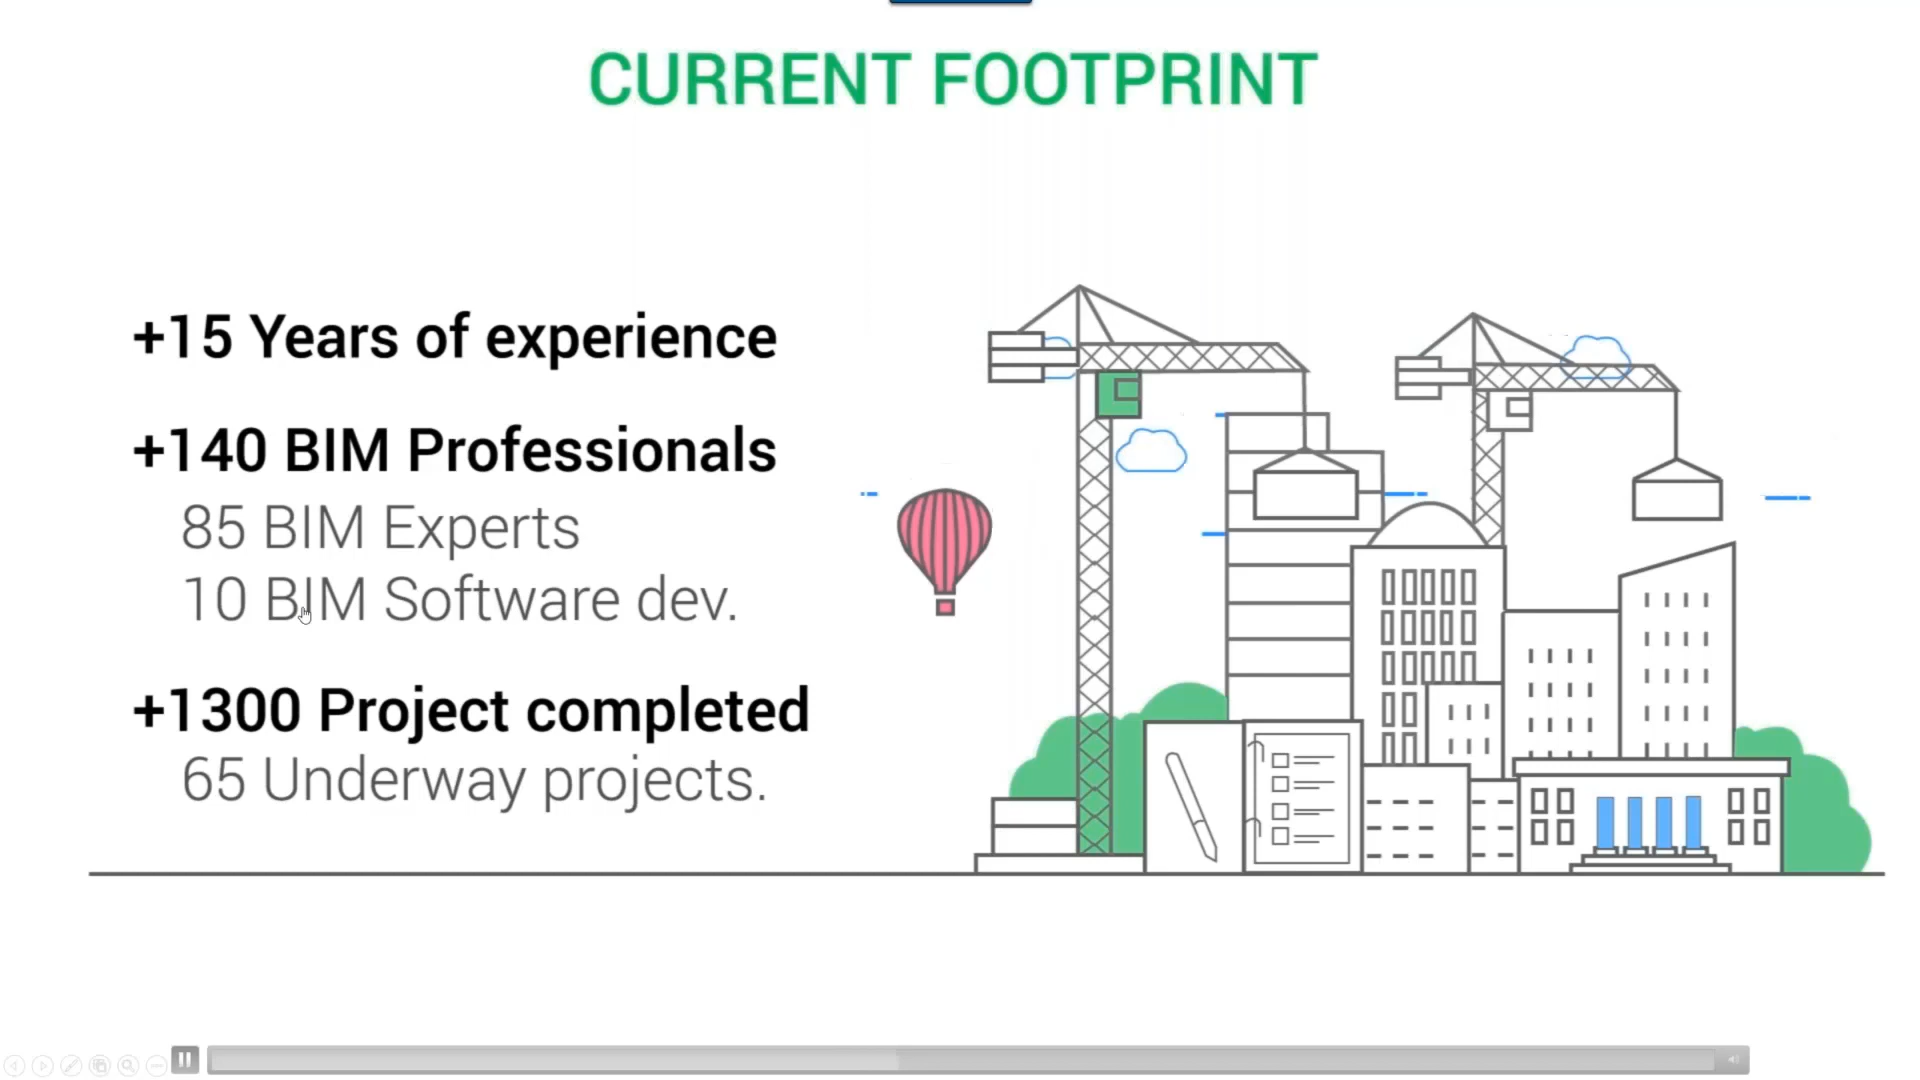 CURRENT FOOTPRINT
+15 Years of experience
+140 BIM Professionals
85 BIM Experts
10 BIM Software dev.
+1300 Project completed
65 Underway projects.